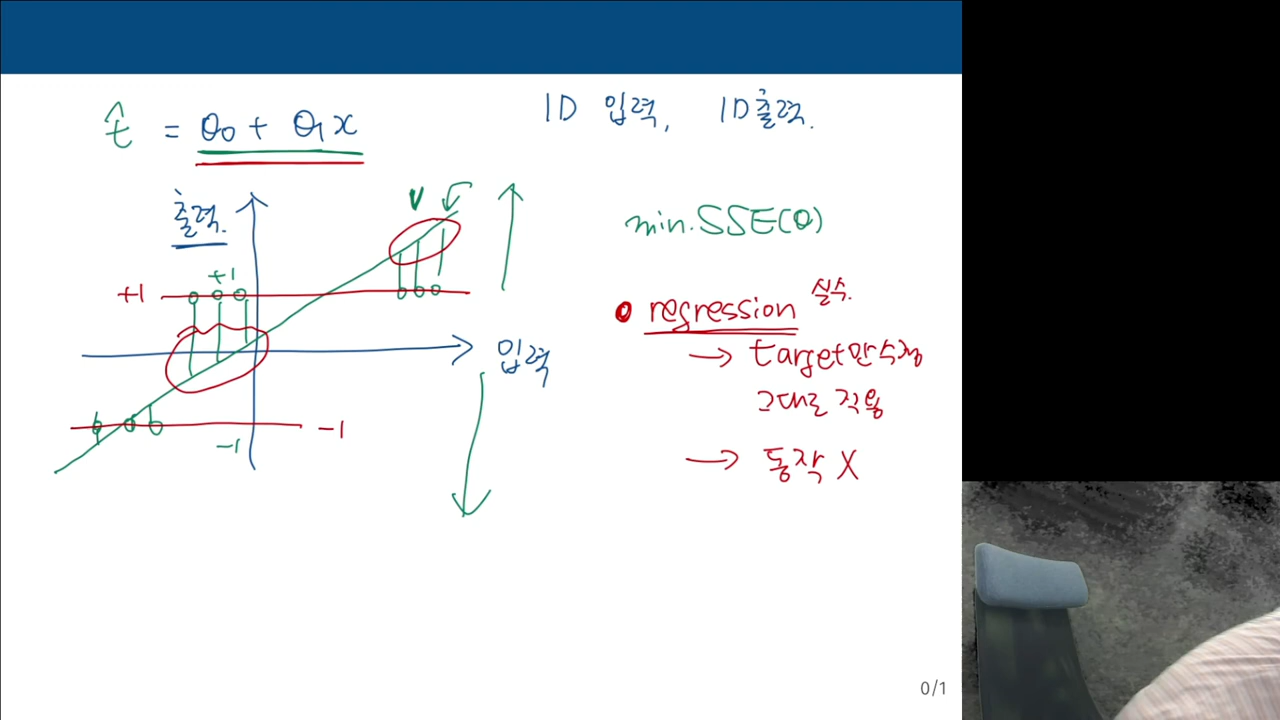 t̂ = θ₀ + θ₁x
1D 입력, 1D출력.
출력.
min. SSE(θ)
+1
+1
regression 실수.
입력
→ target만 수정
그대로 적용
-1
-1
→ 동작 X
0/1